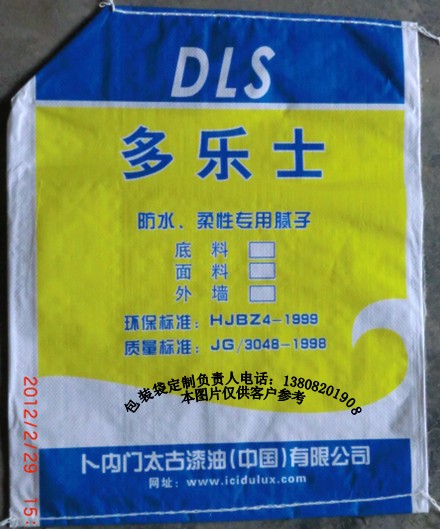 DLS
多乐士
防水、柔性专用腻子
底 料
面 料
外 墙
环保标准：HJBZ4-1999
质量标准：JG/3048-1998
包装袋定制负责人电话：13808201908
本图片仅供客户参考
卜内门太古漆油(中国)有限公司
网址：www.icidulux.com
2012/2/29 15: